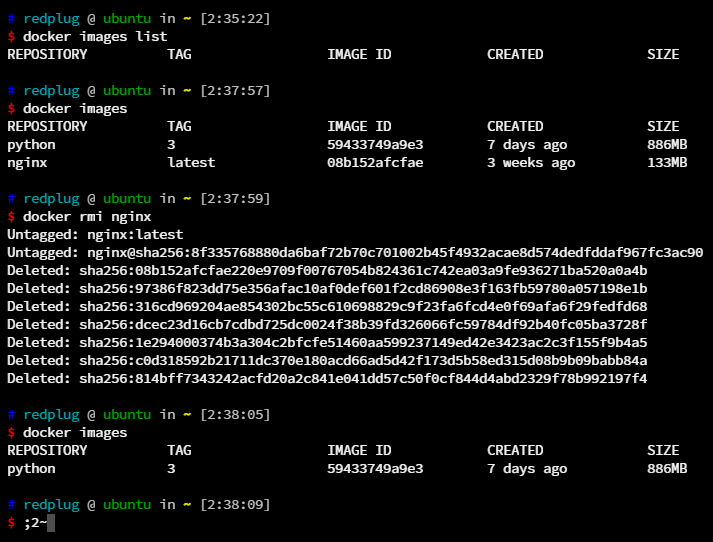 # redplug @ ubuntu in ~ [2:35:22]
$ docker images list
REPOSITORY          TAG                 IMAGE ID            CREATED             SIZE
# redplug @ ubuntu in ~ [2:37:57]
$ docker images
REPOSITORY          TAG                 IMAGE ID            CREATED             SIZE
python              3                   59433749a9e3        7 days ago          886MB
nginx               latest              08b152afcfae        3 weeks ago         133MB
# redplug @ ubuntu in ~ [2:37:59]
$ docker rmi nginx
Untagged: nginx:latest
Untagged: nginx@sha256:8f335768880da6baf72b70c701002b45f4932acae8d574dedfddaf967fc3ac90
Deleted: sha256:08b152afcfae220e9709f00767054b824361c742ea03a9fe936271ba520a0a4b
Deleted: sha256:97386f823dd75e356afac10af0def601f2cd86908e3f163fb59780a057198e1b
Deleted: sha256:316cd969204ae854302bc55c610698829c9f23fa6fcd4e0f69afa6f29fedfd68
Deleted: sha256:dcec23d16cb7cdbd725dc0024f38b39fd326066fc59784df92b40fc05ba3728f
Deleted: sha256:1e294000374b3a304c2bfcfe51460aa599237149ed42e3423ac2c3f155f9b4a5
Deleted: sha256:c0d318592b21711dc370e180acd66ad5d42f173d5b58ed315d08b9b09babb84a
Deleted: sha256:814bff7343242acfd20a2c841e041dd57c50f0cf844d4abd2329f78b992197f4
# redplug @ ubuntu in ~ [2:38:05]
$ docker images
REPOSITORY          TAG                 IMAGE ID            CREATED             SIZE
python              3                   59433749a9e3        7 days ago          886MB
# redplug @ ubuntu in ~ [2:38:09]
$ ;2~